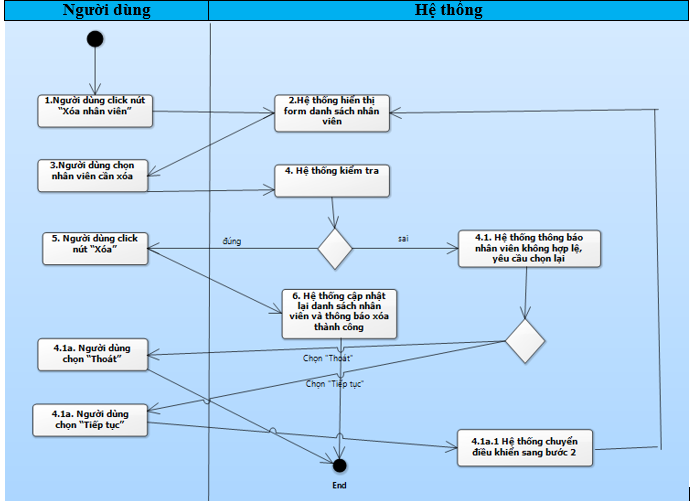 Người dùng
Hệ thống
1.Người dùng click nút
"Xóa nhân viên"
2.Hệ thống hiển thị
form danh sách nhân
viên
3.Người dùng chọn
nhân viên cần xóa
4. Hệ thống kiểm tra
5. Người dùng click
nút "Xóa"
đúng
sai
4.1. Hệ thống thông báo
nhân viên không hợp lệ,
yêu cầu chọn lại
6. Hệ thống cập nhật
lại danh sách nhân
viên và thông báo xóa
thành công
4.1a. Người dùng
chọn "Thoát"
Chọn "Thoát"
Chọn "Tiếp tục"
4.1a. Người dùng
chọn "Tiếp tục"
4.1a.1 Hệ thống chuyển
điều khiển sang bước 2
End